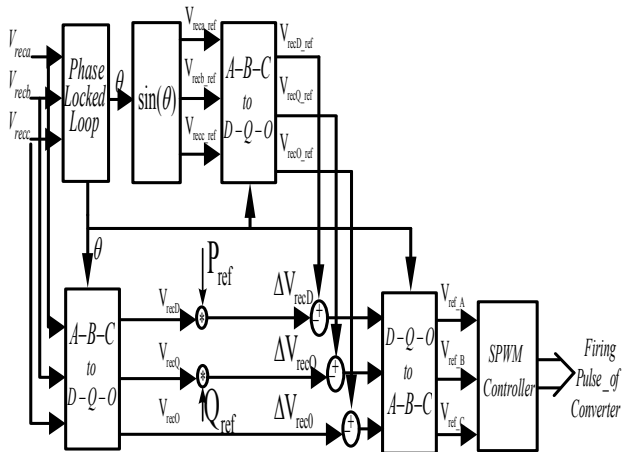 V_reca
V_recb
V_recc
Phase
Locked
Loop
θ
sin(θ)
V_reca_ref
V_recb_ref
V_recc_ref
A-B-C
to
D-Q-O
V_recD_ref
V_recQ_ref
V_recO_ref
θ
A-B-C
to
D-Q-O
V_recD
V_recQ
V_recO
P_ref
*
*
Q_ref
ΔV_recD
ΔV_recQ
ΔV_rec0
- +
- +
- +
D-Q-O
to
A-B-C
V_ref_A
V_ref_B
V_ref_C
SPWM
Controller
Firing
Pulse_of
Converter